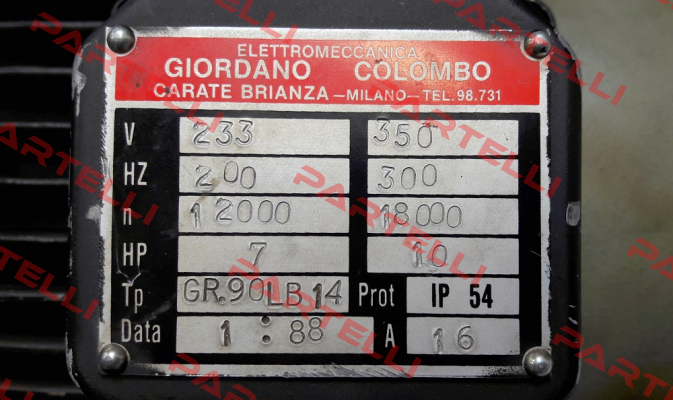 ELETTROMECCANICA
GIORDANO COLOMBO
CARATE BRIANZA —MILANO— TEL. 98.731
V 233 350
HZ 200 300
n 12000 18000
HP 7 10
Tp GR.90LB14 Prot IP 54
Data 1:88 A 16
PARTELLI